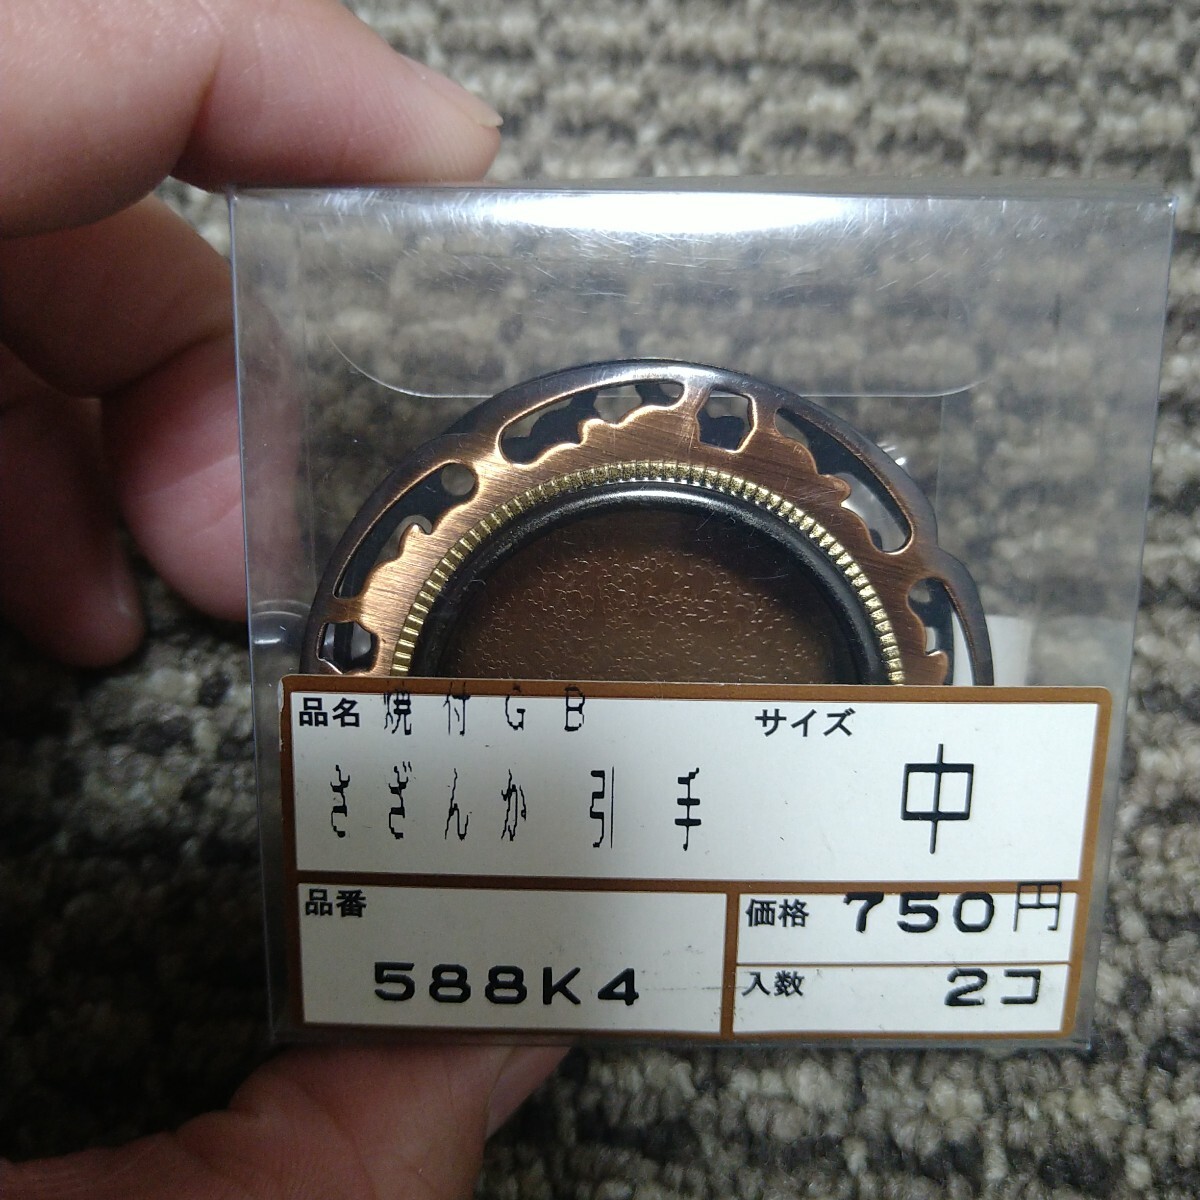 品名 焼付GB
サイズ
さざんか 引手
中
品番
588K4
価格 750円
入数 2コ